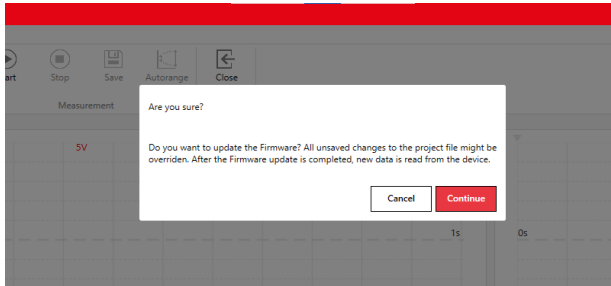 art Stop Save Autorange Close
Measurement
Are you sure?
5V
Do you want to update the Firmware? All unsaved changes to the project file might be
overriden. After the Firmware update is completed, new data is read from the device.
Cancel Continue
1s 0s